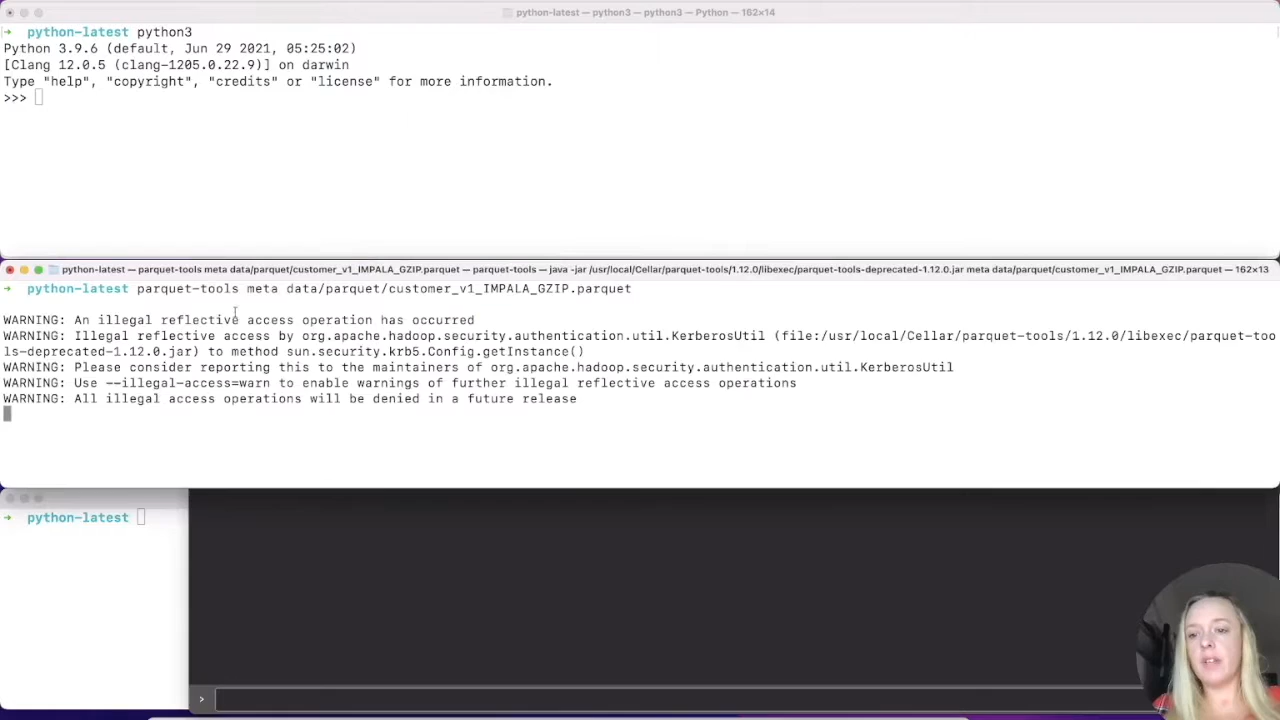 python-latest — python3 — python3 — Python — 162×14
→ python-latest python3
Python 3.9.6 (default, Jun 29 2021, 05:25:02)
[Clang 12.0.5 (clang-1205.0.22.9)] on darwin
Type "help", "copyright", "credits" or "license" for more information.
>>>
python-latest — parquet-tools meta data/parquet/customer_v1_IMPALA_GZIP.parquet — parquet-tools — java -jar /usr/local/Cellar/parquet-tools/1.12.0/libexec/parquet-tools-deprecated-1.12.0.jar meta data/parquet/customer_v1_IMPALA_GZIP.parquet — 162×13
→ python-latest parquet-tools meta data/parquet/customer_v1_IMPALA_GZIP.parquet
WARNING: An illegal reflective access operation has occurred
WARNING: Illegal reflective access by org.apache.hadoop.security.authentication.util.KerberosUtil (file:/usr/local/Cellar/parquet-tools/1.12.0/libexec/parquet-too
ls-deprecated-1.12.0.jar) to method sun.security.krb5.Config.getInstance()
WARNING: Please consider reporting this to the maintainers of org.apache.hadoop.security.authentication.util.KerberosUtil
WARNING: Use --illegal-access=warn to enable warnings of further illegal reflective access operations
WARNING: All illegal access operations will be denied in a future release
→ python-latest
›